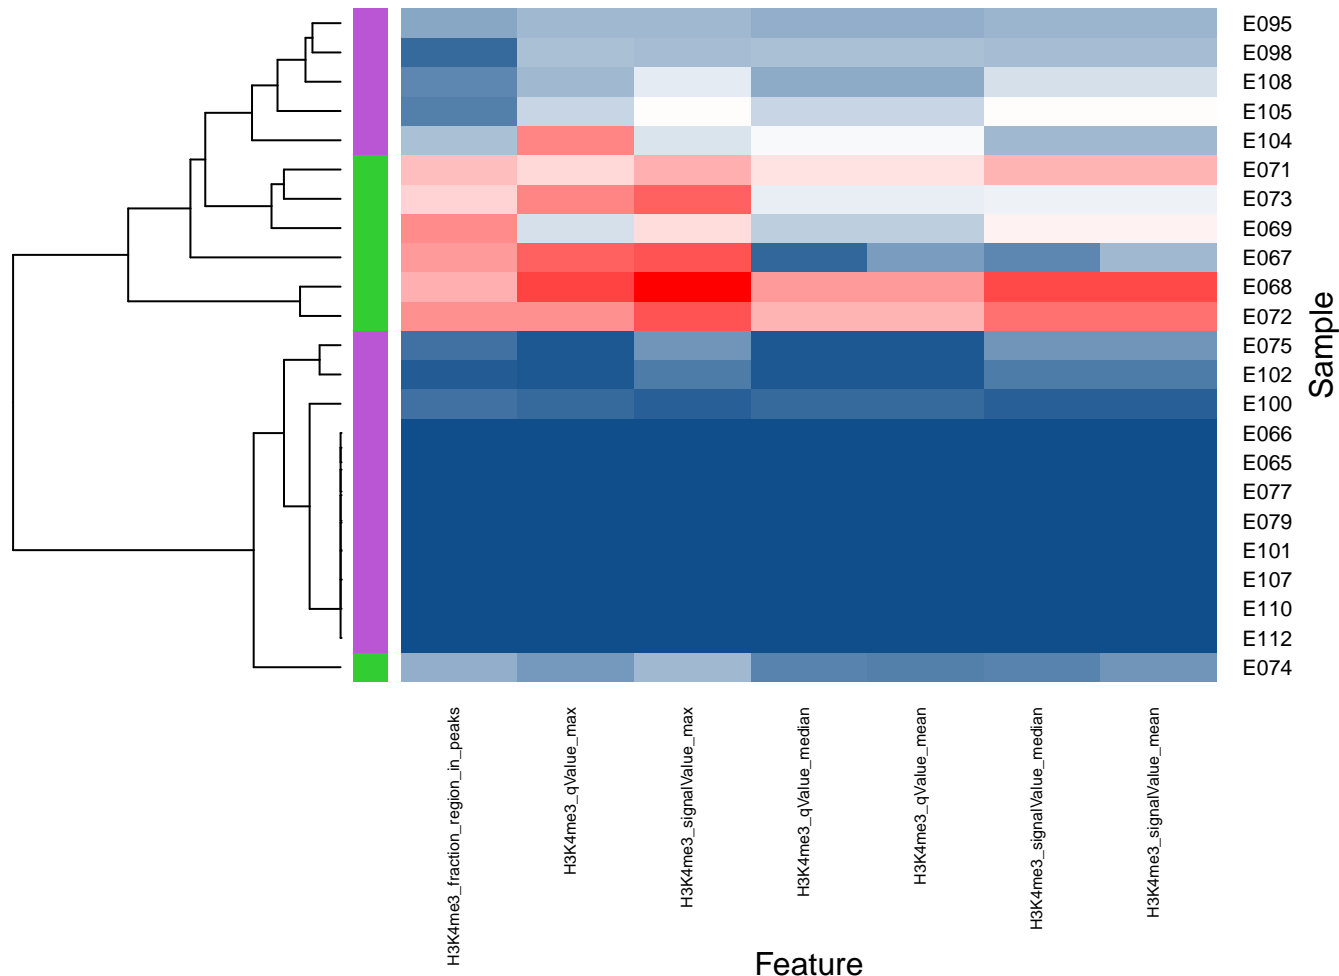 E095
E098
E108
E105
E104
E071
E073
E069
E067
E068
E072
E075
E102
E100
E066
E065
E077
E079
E101
E107
E110
E112
E074
Sample
H3K4me3_fraction_region_in_peaks
H3K4me3_qValue_max
H3K4me3_signalValue_max
H3K4me3_qValue_median
H3K4me3_qValue_mean
H3K4me3_signalValue_median
H3K4me3_signalValue_mean
Feature